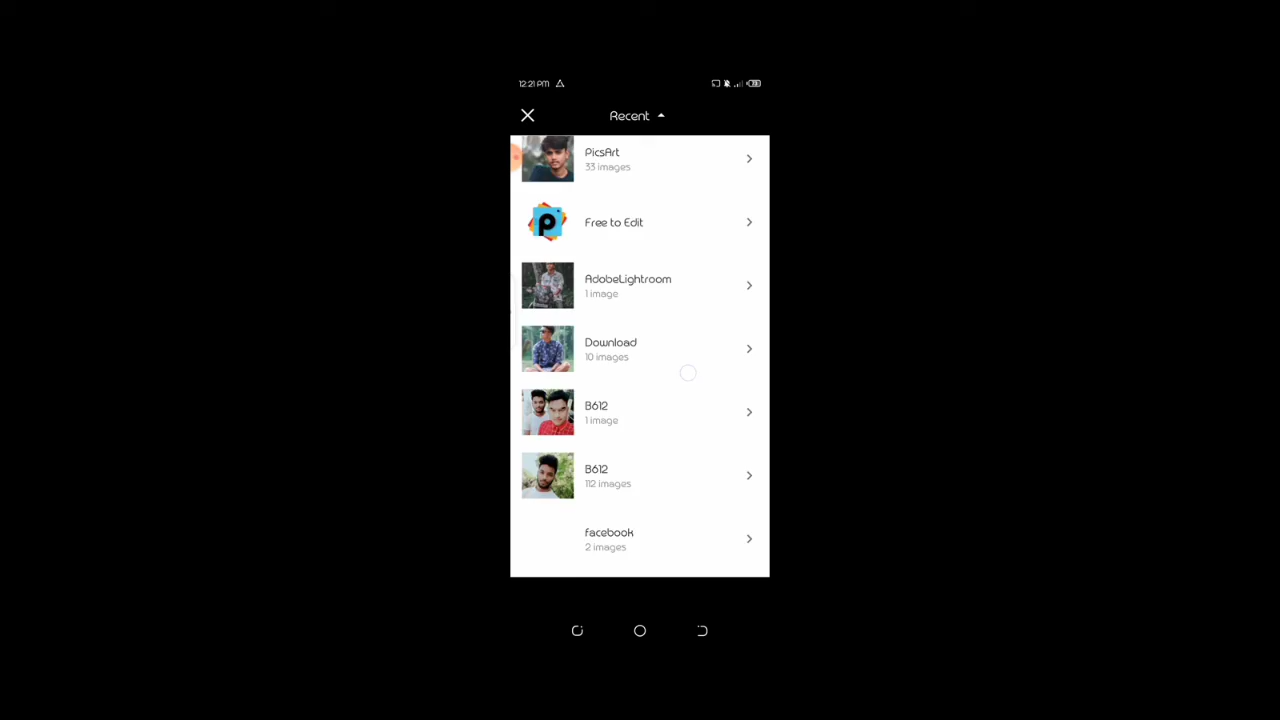 12:21 PM
Recent
PicsArt
33 images
Free to Edit
AdobeLightroom
1 image
Download
10 images
B612
1 image
B612
112 images
facebook
2 images